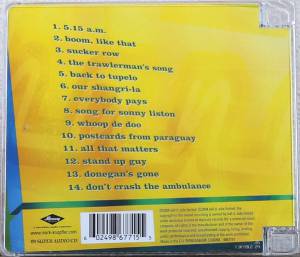 1. 5.15 a.m.
2. boom, like that
3. sucker row
4. the trawlerman's song
5. back to tupelo
6. our shangri-la
7. everybody pays
8. song for sonny liston
9. whoop de doo
10. postcards from paraguay
11. all that matters
12. stand up guy
13. donegan's gone
14. don't crash the ambulance
mercury
www.mark-knopfler.com
SUPER AUDIO CD
6 02498 67715